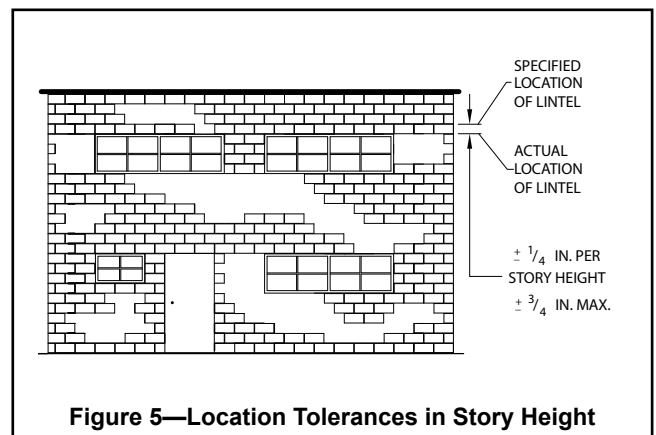 SPECIFIED
LOCATION
OF LINTEL
ACTUAL
LOCATION
OF LINTEL
± 1/4 IN. PER
STORY HEIGHT
± 3/4 IN. MAX.
Figure 5—Location Tolerances in Story Height